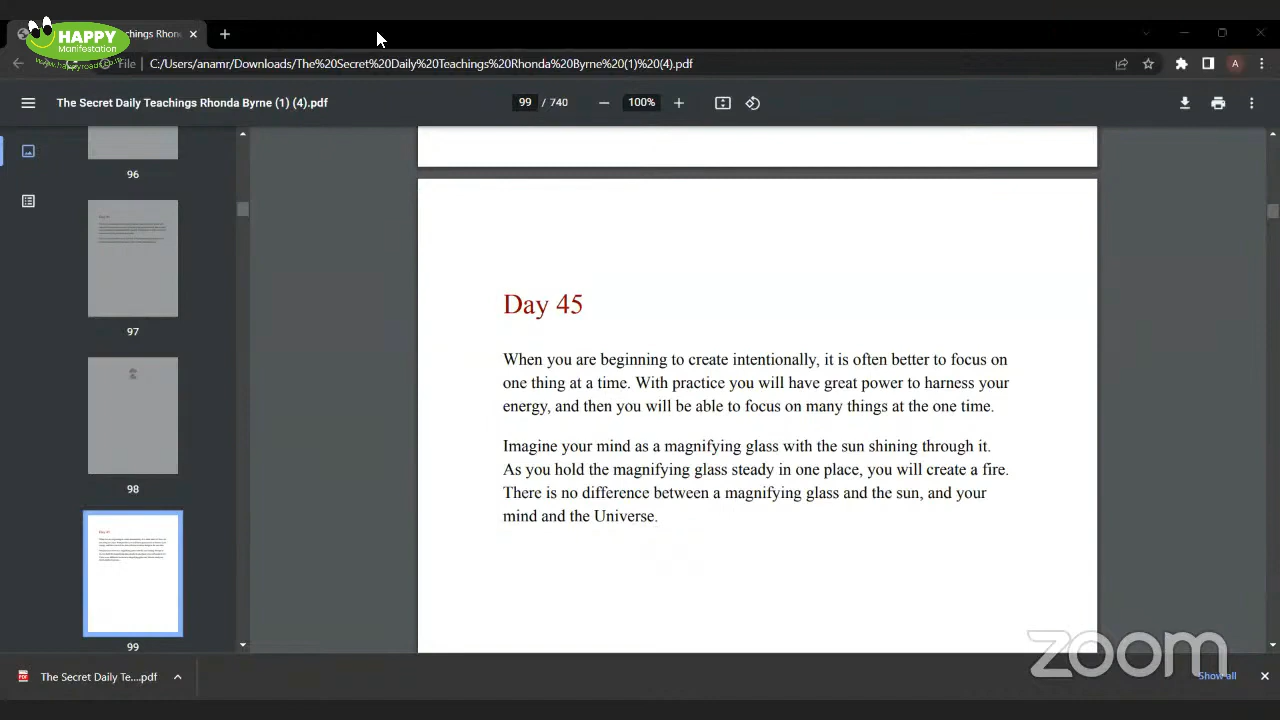 HAPPY
Manifestation
chings Rhon
File
C:/Users/anamr/Downloads/The%20Secret%20Daily%20Teachings%20Rhonda%20Byrne%20(1)%20(4).pdf
A
The Secret Daily Teachings Rhonda Byrne (1) (4).pdf
99 / 740
100%
96
97
98
99
Day 45
When you are beginning to create intentionally, it is often better to focus on
one thing at a time. With practice you will have great power to harness your
energy, and then you will be able to focus on many things at the one time.
Imagine your mind as a magnifying glass with the sun shining through it.
As you hold the magnifying glass steady in one place, you will create a fire.
There is no difference between a magnifying glass and the sun, and your
mind and the Universe.
zoom
The Secret Daily Te....pdf
Show all